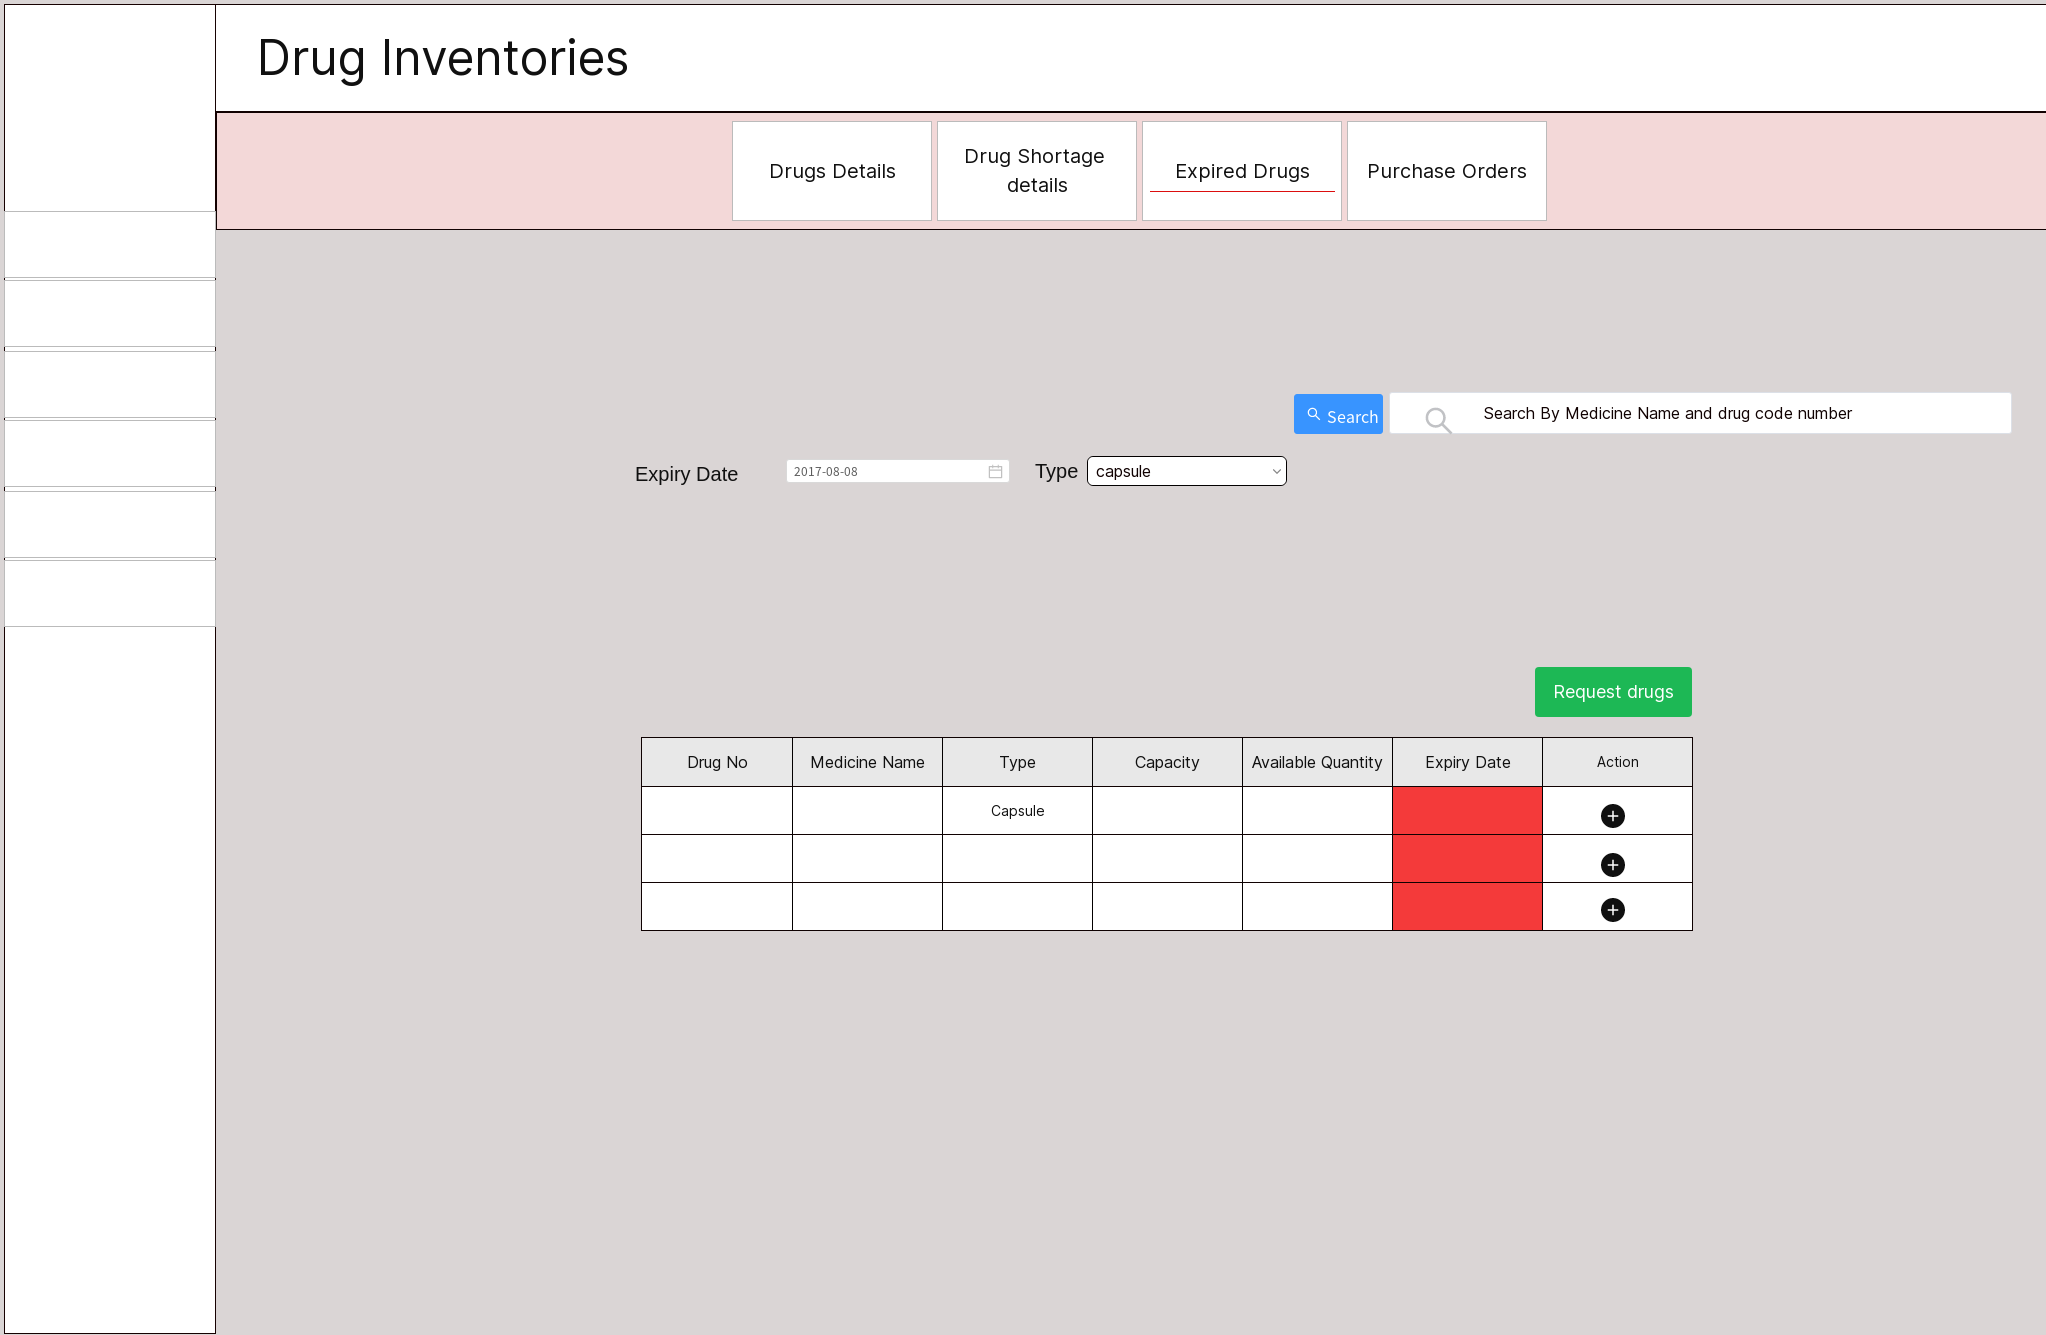 Drug Inventories
Drugs Details
Drug Shortage
details
Expired Drugs
Purchase Orders
Search
Search By Medicine Name and drug code number
Expiry Date
2017-08-08
Type
capsule
Request drugs
Drug No
Medicine Name
Type
Capacity
Available Quantity
Expiry Date
Action
Capsule